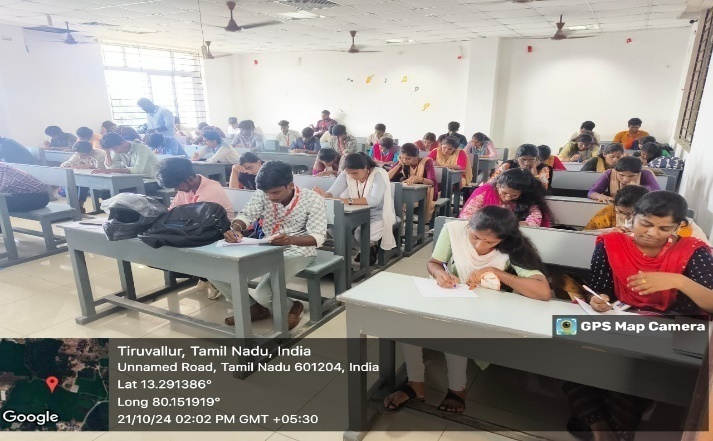 GPS Map Camera
Tiruvallur, Tamil Nadu, India
Unnamed Road, Tamil Nadu 601204, India
Lat 13.291386°
Long 80.151919°
21/10/24 02:02 PM GMT +05:30
Google